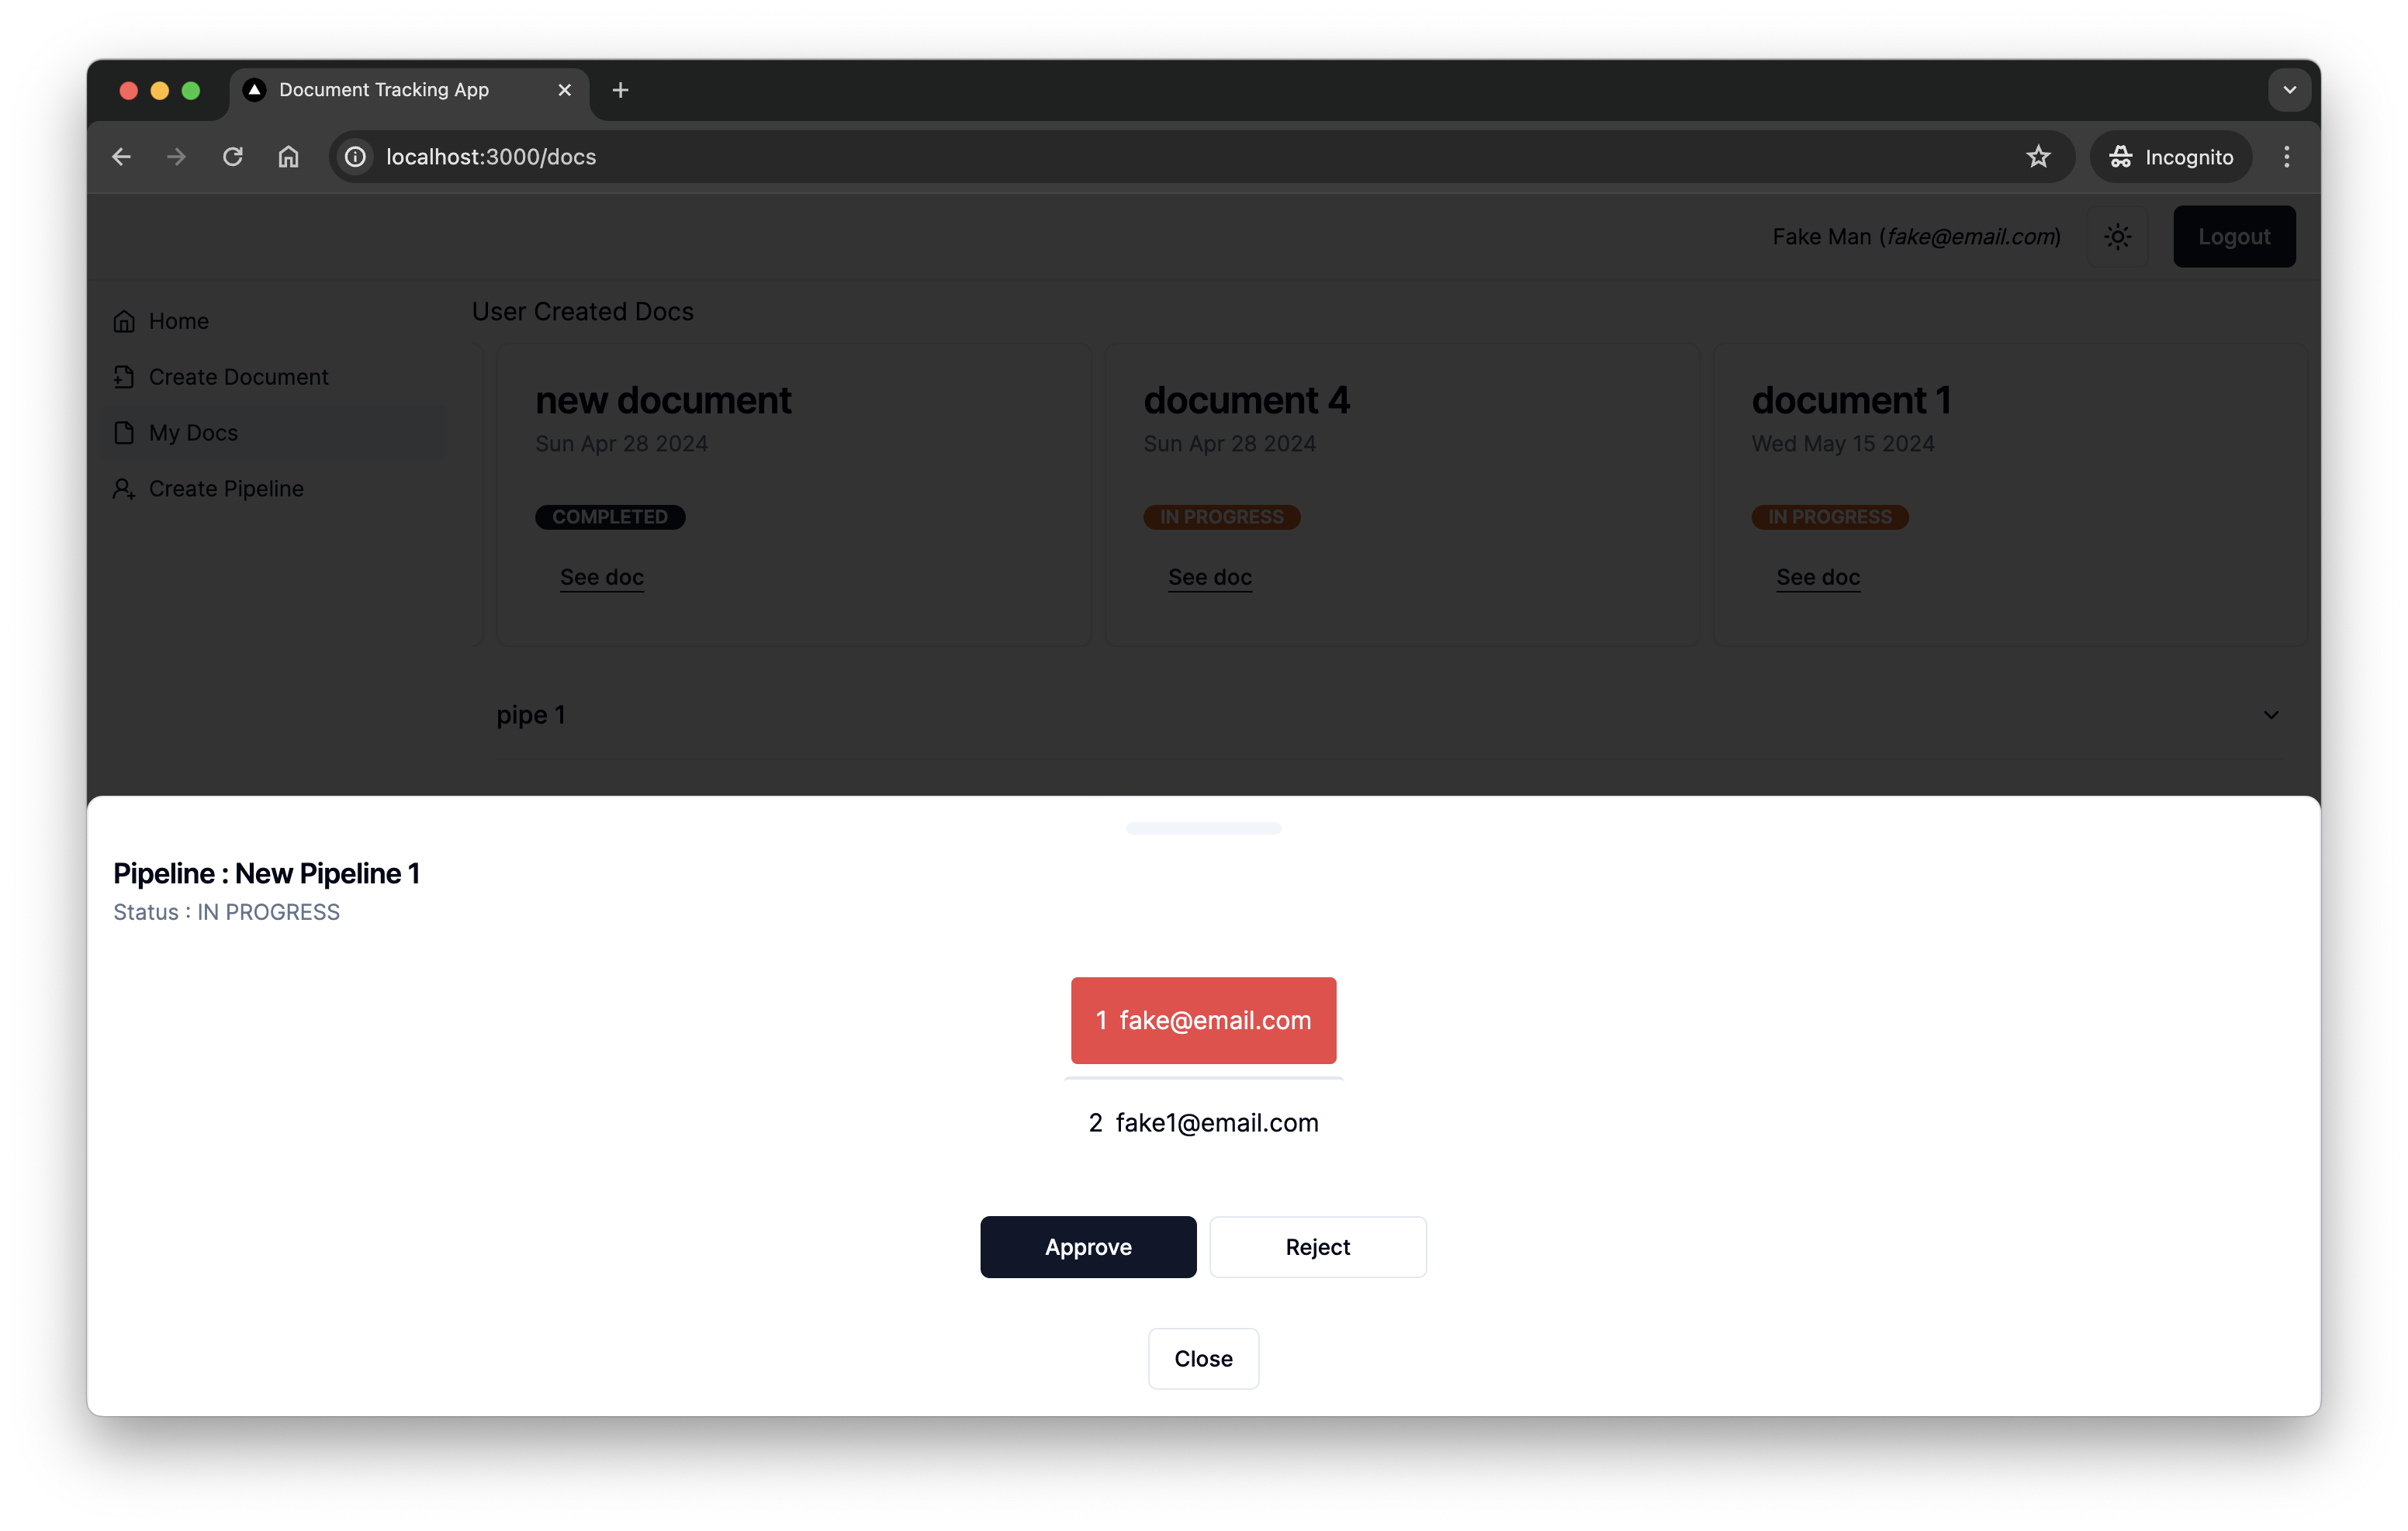 Document Tracking App
localhost:3000/docs
Incognito
Fake Man (fake@email.com)
Logout
Home
Create Document
My Docs
Create Pipeline
User Created Docs
new document
Sun Apr 28 2024
COMPLETED
See doc
document 4
Sun Apr 28 2024
IN PROGRESS
See doc
document 1
Wed May 15 2024
IN PROGRESS
See doc
pipe 1
Pipeline : New Pipeline 1
Status : IN PROGRESS
1 fake@email.com
2 fake1@email.com
Approve
Reject
Close